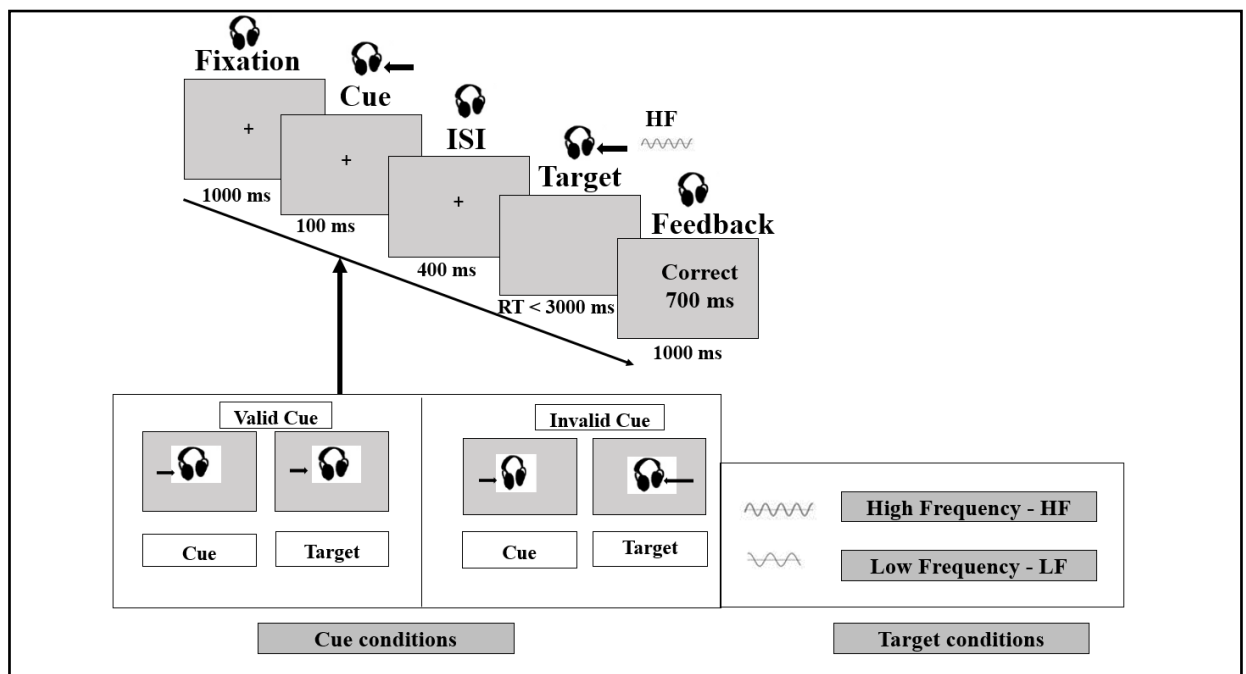 Fixation
+
1000 ms
Cue
+
100 ms
ISI
+
400 ms
HF
Target
RT < 3000 ms
Feedback
Correct
700 ms
1000 ms
Valid Cue
Cue
Target
Invalid Cue
Cue
Target
High Frequency - HF
Low Frequency - LF
Cue conditions
Target conditions